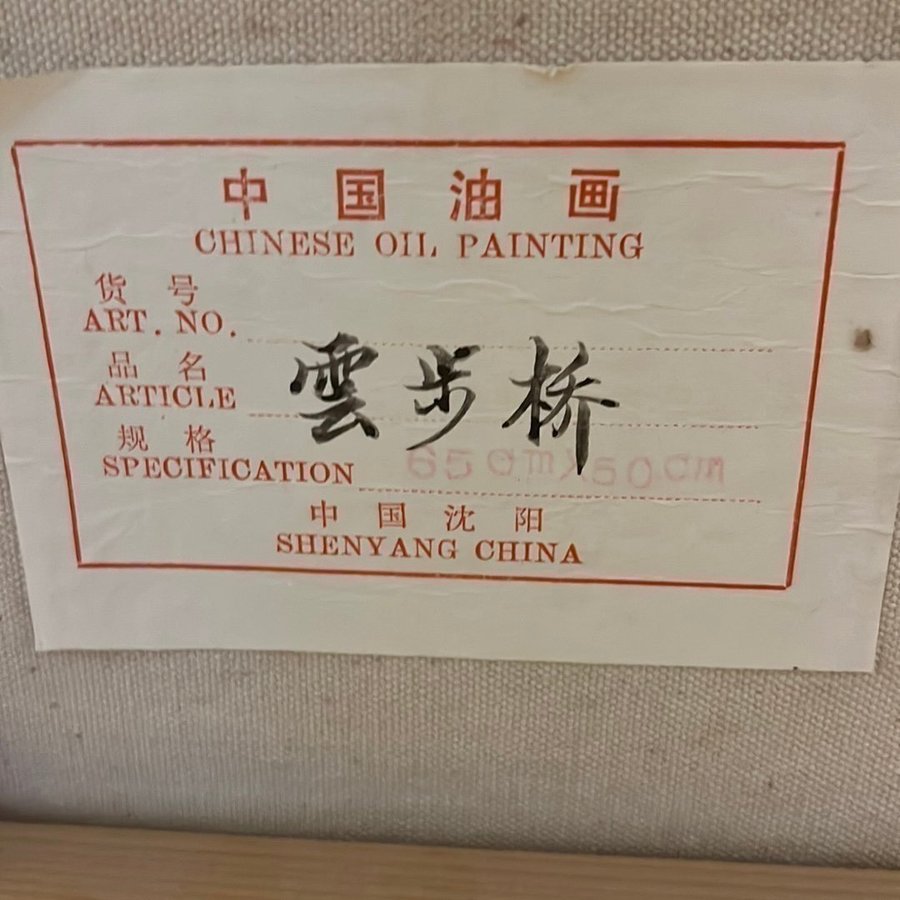 中国油画
CHINESE OIL PAINTING
货号
ART. NO.
品名
ARTICLE 雲步桥
规格
SPECIFICATION 65cm×50cm
中国沈阳
SHENYANG CHINA